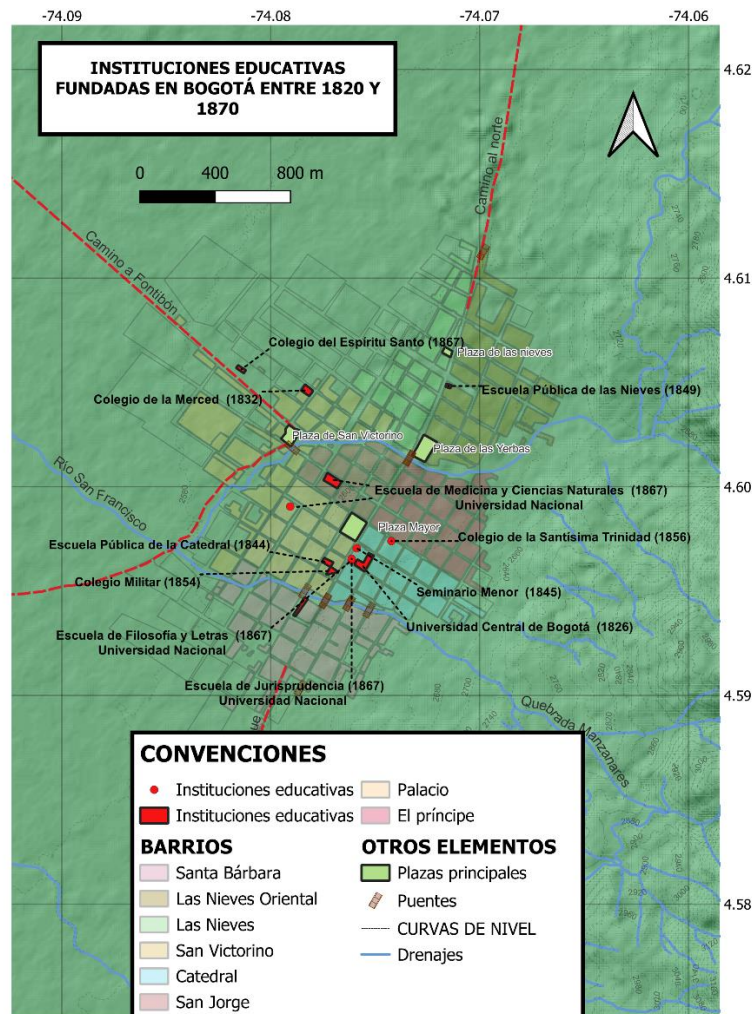 -74.09
-74.08
-74.07
-74.06
INSTITUCIONES EDUCATIVAS
FUNDADAS EN BOGOTÁ ENTRE 1820 Y
1870
4.62
0 400 800 m
Camino al norte
Camino a Fontibón
4.61
Colegio del Espíritu Santo (1867)
Plaza de las nieves
Colegio de la Merced (1832)
Escuela Pública de las Nieves (1849)
Plaza de San Victorino
Plaza de las Yerbas
4.60
Río San Francisco
Escuela de Medicina y Ciencias Naturales (1867)
Universidad Nacional
Plaza Mayor
Colegio de la Santísima Trinidad (1856)
Escuela Pública de la Catedral (1844)
Colegio Militar (1854)
Seminario Menor (1845)
Universidad Central de Bogotá (1826)
Escuela de Filosofía y Letras (1867)
Universidad Nacional
Escuela de Jurisprudencia (1867)
Universidad Nacional
4.59
Quebrada Manzanares
CONVENCIONES
Instituciones educativas
Instituciones educativas
Palacio
El príncipe
BARRIOS
Santa Bárbara
Las Nieves Oriental
Las Nieves
San Victorino
Catedral
San Jorge
OTROS ELEMENTOS
Plazas principales
Puentes
CURVAS DE NIVEL
Drenajes
4.58